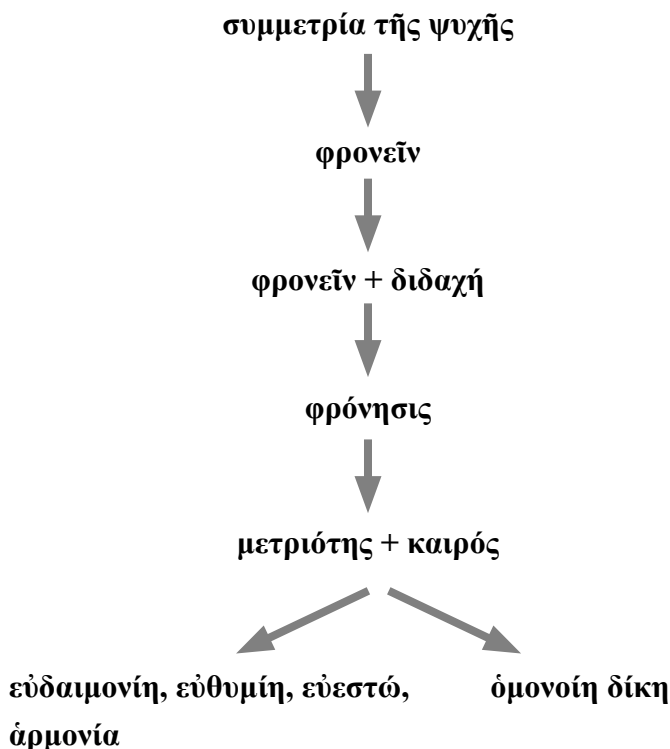 συμμετρία τῆς ψυχῆς
φρονεῖν
φρονεῖν + διδαχή
φρόνησις
μετριότης + καιρός
εὐδαιμονίη, εὐθυμίη, εὐεστώ,
ἁρμονία
ὁμονοίη δίκη